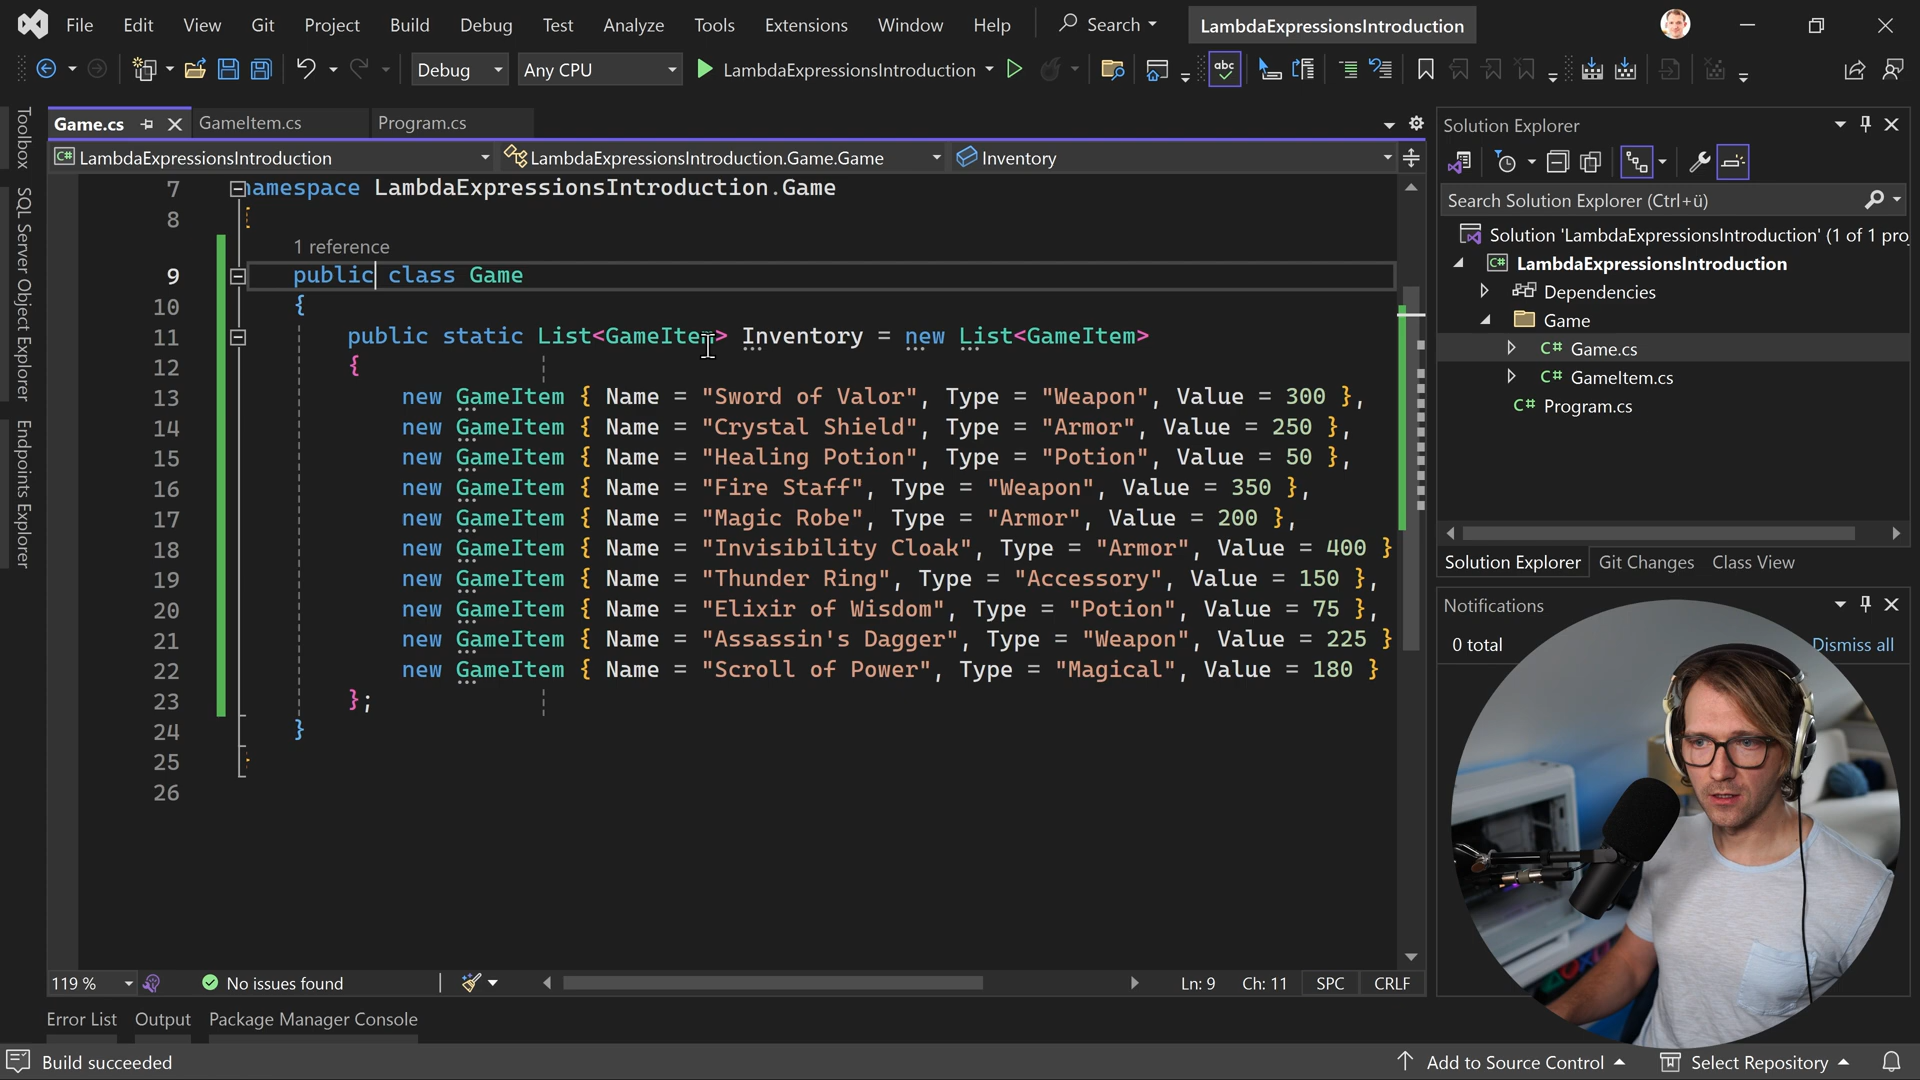 File Edit View Git Project Build Debug Test Analyze Tools Extensions Window Help Search LambdaExpressionsIntroduction
Debug Any CPU LambdaExpressionsIntroduction
Game.cs GameItem.cs Program.cs
LambdaExpressionsIntroduction LambdaExpressionsIntroduction.Game.Game Inventory
Toolbox
SQL Server Object Explorer
Endpoints Explorer
7 namespace LambdaExpressionsIntroduction.Game
8 {
1 reference
9 public class Game
10 {
11 public static List<GameItem> Inventory = new List<GameItem>
12 {
13 new GameItem { Name = "Sword of Valor", Type = "Weapon", Value = 300 },
14 new GameItem { Name = "Crystal Shield", Type = "Armor", Value = 250 },
15 new GameItem { Name = "Healing Potion", Type = "Potion", Value = 50 },
16 new GameItem { Name = "Fire Staff", Type = "Weapon", Value = 350 },
17 new GameItem { Name = "Magic Robe", Type = "Armor", Value = 200 },
18 new GameItem { Name = "Invisibility Cloak", Type = "Armor", Value = 400 }
19 new GameItem { Name = "Thunder Ring", Type = "Accessory", Value = 150 },
20 new GameItem { Name = "Elixir of Wisdom", Type = "Potion", Value = 75 },
21 new GameItem { Name = "Assassin's Dagger", Type = "Weapon", Value = 225 }
22 new GameItem { Name = "Scroll of Power", Type = "Magical", Value = 180 }
23 };
24 }
25 }
26
119 % No issues found Ln: 9 Ch: 11 SPC CRLF
Error List Output Package Manager Console
Build succeeded Add to Source Control Select Repository
Solution Explorer
Search Solution Explorer (Ctrl+ü)
Solution 'LambdaExpressionsIntroduction' (1 of 1 proj
LambdaExpressionsIntroduction
Dependencies
Game
C# Game.cs
C# GameItem.cs
C# Program.cs
Solution Explorer Git Changes Class View
Notifications
0 total Dismiss all